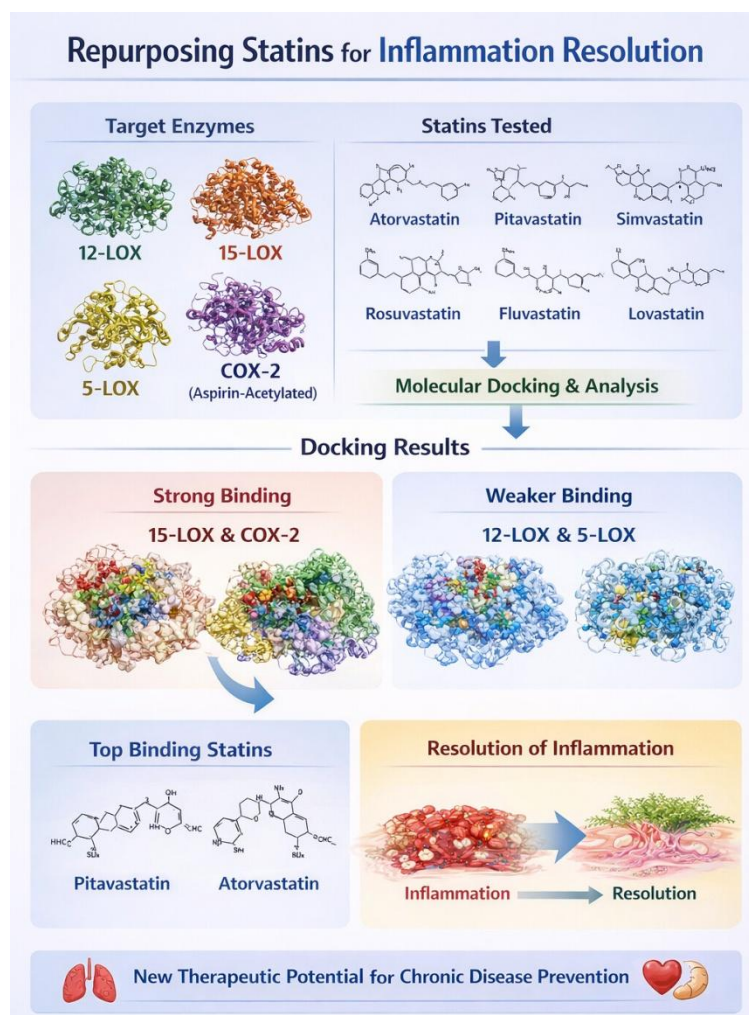 Repurposing Statins for Inflammation Resolution
Target Enzymes
12-LOX
15-LOX
5-LOX
COX-2
(Aspirin-Acetylated)
Statins Tested
Atorvastatin
Pitavastatin
Simvastatin
Rosuvastatin
Fluvastatin
Lovastatin
Molecular Docking & Analysis
Docking Results
Strong Binding
15-LOX & COX-2
Weaker Binding
12-LOX & 5-LOX
Top Binding Statins
OH
Pitavastatin
Atorvastatin
Resolution of Inflammation
Inflammation
Resolution
New Therapeutic Potential for Chronic Disease Prevention